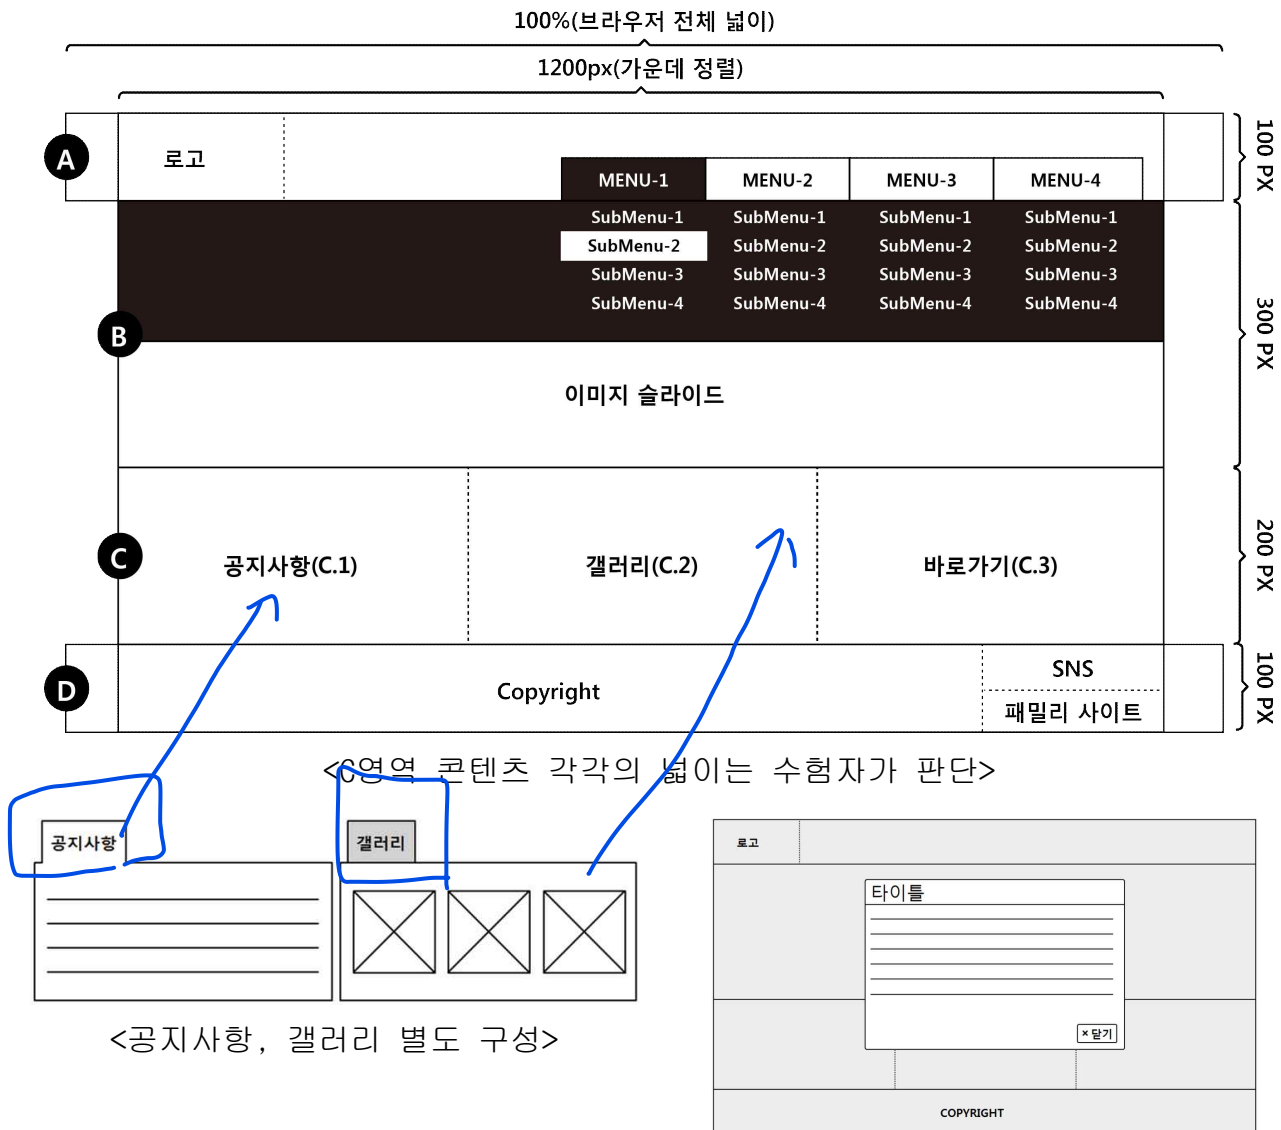 100%(브라우저 전체 넓이)
1200px(가운데 정렬)
A
로고
MENU-1 MENU-2 MENU-3 MENU-4
100 PX
SubMenu-1 SubMenu-1 SubMenu-1 SubMenu-1
SubMenu-2 SubMenu-2 SubMenu-2 SubMenu-2
SubMenu-3 SubMenu-3 SubMenu-3 SubMenu-3
SubMenu-4 SubMenu-4 SubMenu-4 SubMenu-4
B
300 PX
이미지 슬라이드
C
공지사항(C.1) 갤러리(C.2) 바로가기(C.3)
200 PX
D
Copyright
SNS
패밀리 사이트
100 PX
<C영역 콘텐츠 각각의 넓이는 수험자가 판단>
공지사항
갤러리
<공지사항, 갤러리 별도 구성>
로고
타이틀
×닫기
COPYRIGHT